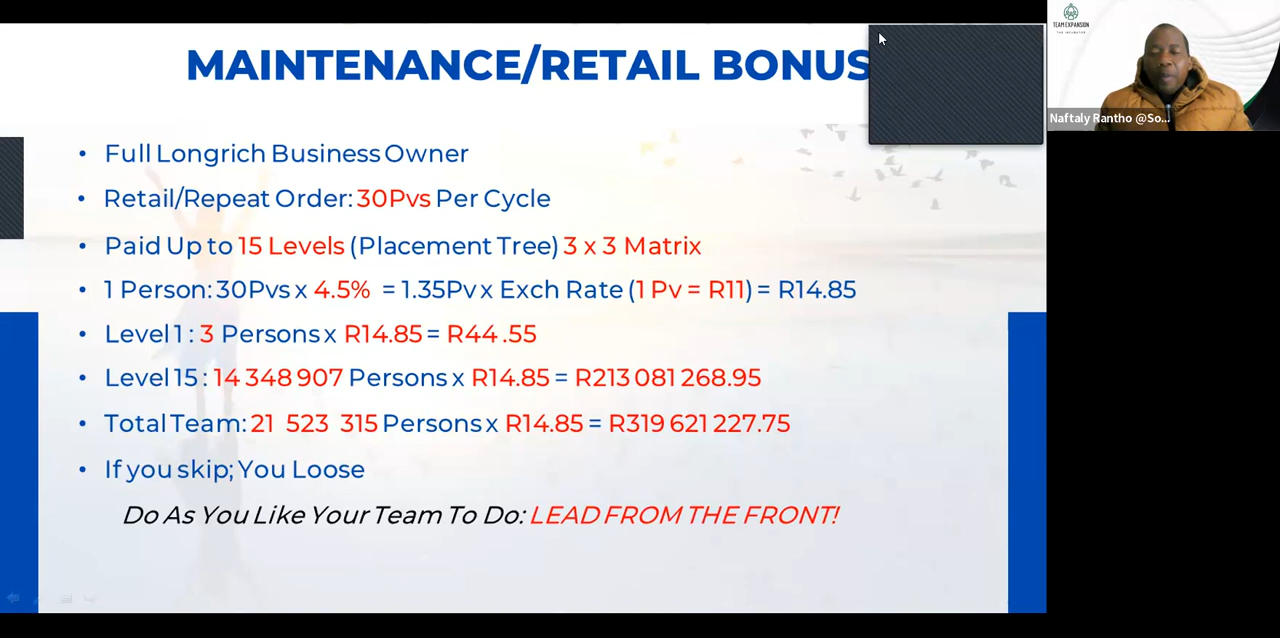 MAINTENANCE/RETAIL BONUS
TEAM EXPANSION
THE INCUBATOR
Naftaly Rantho @So...
• Full Longrich Business Owner
• Retail/Repeat Order: 30Pvs Per Cycle
• Paid Up to 15 Levels (Placement Tree) 3 x 3 Matrix
• 1 Person: 30Pvs x 4.5% = 1.35Pv x Exch Rate (1 Pv = R11) = R14.85
• Level 1 : 3 Persons x R14.85 = R44 .55
• Level 15 : 14 348 907 Persons x R14.85 = R213 081 268.95
• Total Team: 21 523 315 Persons x R14.85 = R319 621 227.75
• If you skip; You Loose
Do As You Like Your Team To Do: LEAD FROM THE FRONT!